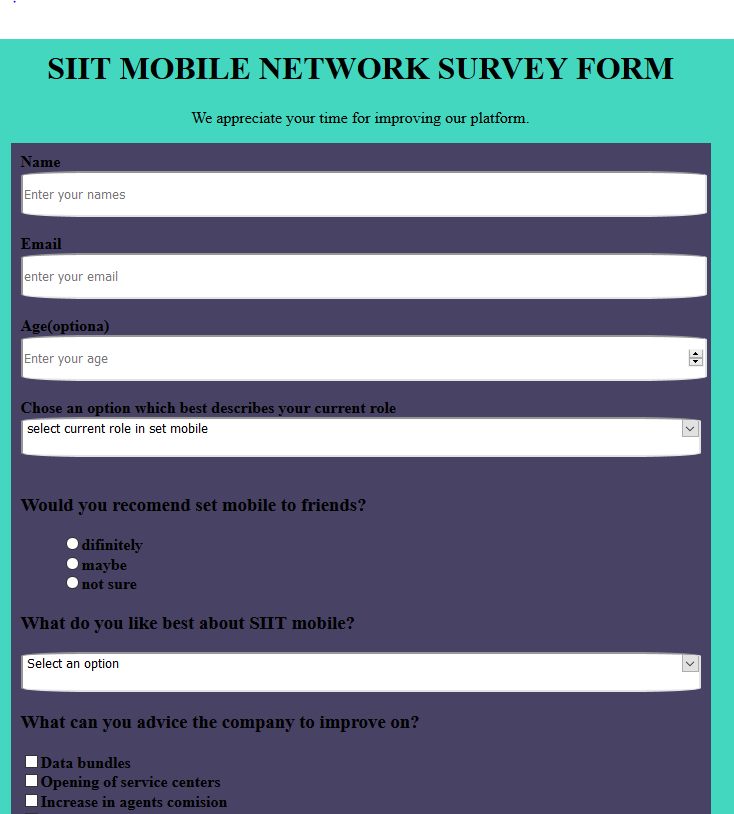 SIIT MOBILE NETWORK SURVEY FORM
We appreciate your time for improving our platform.
Name
Enter your names
Email
enter your email
Age(optiona)
Enter your age
Chose an option which best describes your current role
select current role in set mobile
Would you recomend set mobile to friends?
difinitely
maybe
not sure
What do you like best about SIIT mobile?
Select an option
What can you advice the company to improve on?
Data bundles
Opening of service centers
Increase in agents comision